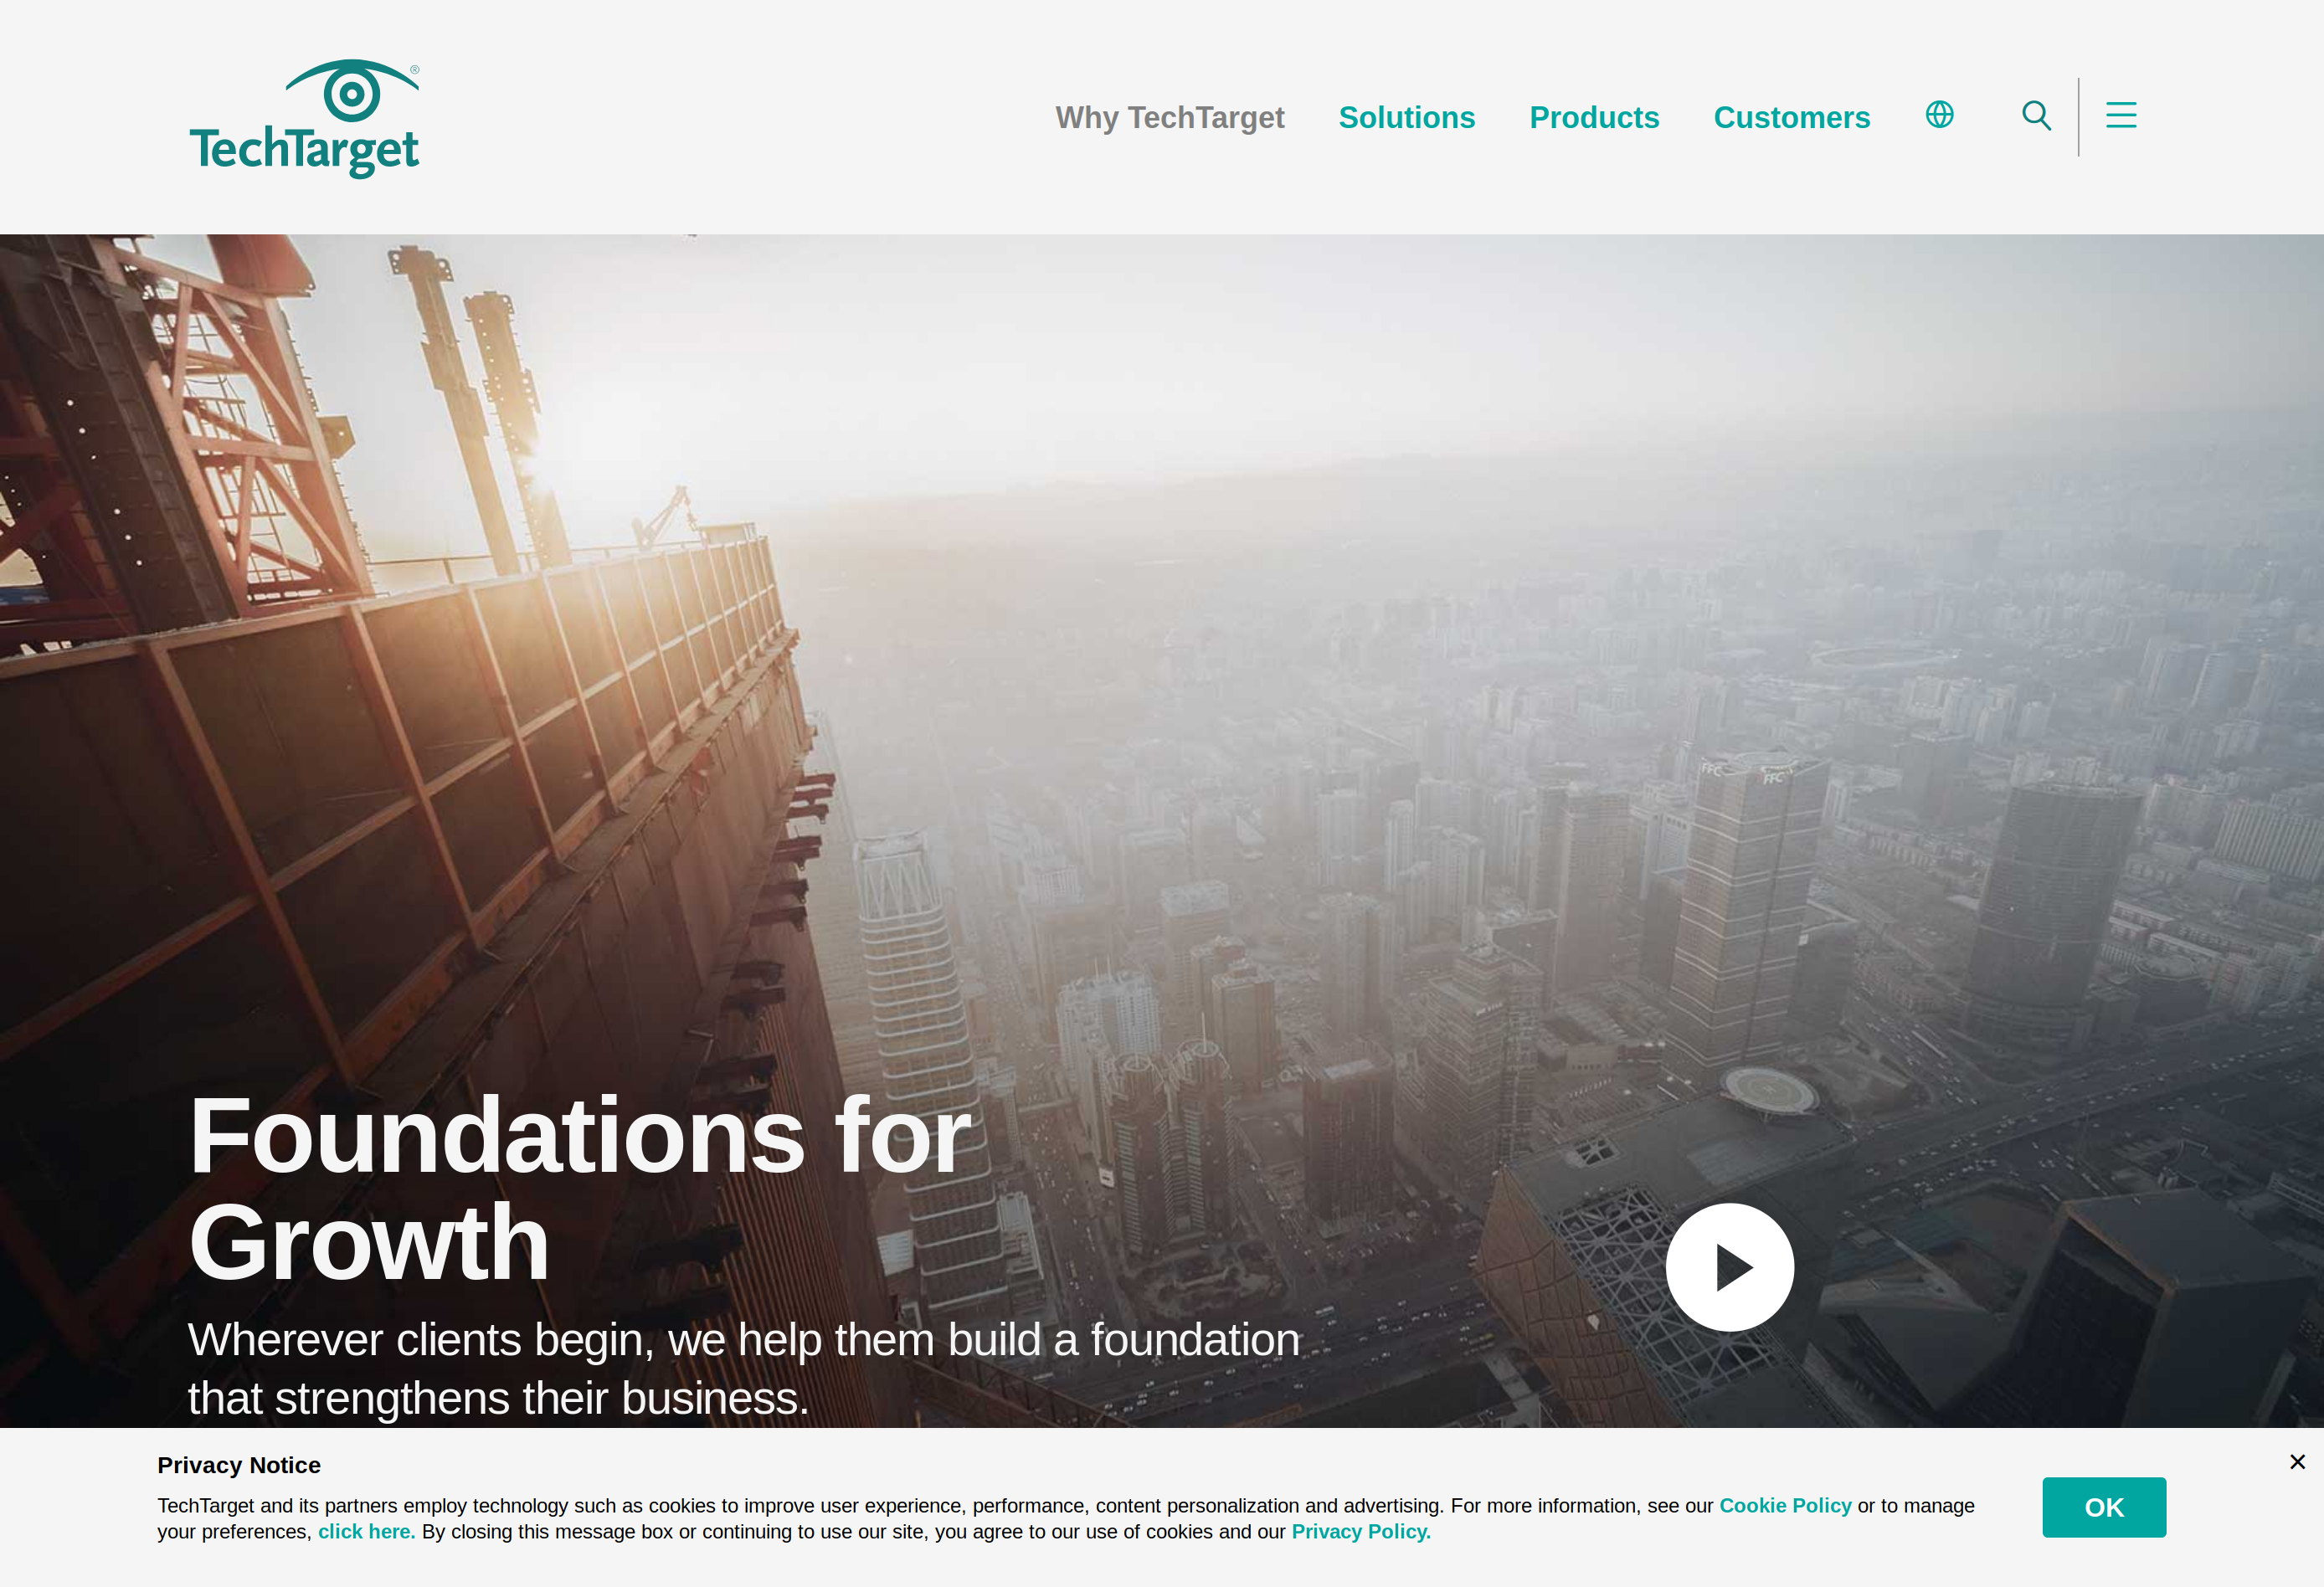 TechTarget®
Why TechTarget
Solutions
Products
Customers
FFC FFC
Foundations for
Growth
Wherever clients begin, we help them build a foundation
that strengthens their business.
Privacy Notice
×
TechTarget and its partners employ technology such as cookies to improve user experience, performance, content personalization and advertising. For more information, see our Cookie Policy or to manage
your preferences, click here. By closing this message box or continuing to use our site, you agree to our use of cookies and our Privacy Policy.
OK